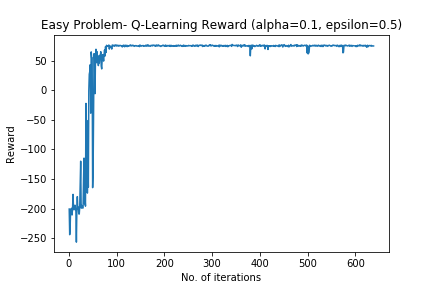 Easy Problem- Q-Learning Reward (alpha=0.1, epsilon=0.5)
50
0
−50
−100
−150
−200
−250
Reward
0 100 200 300 400 500 600
No. of iterations